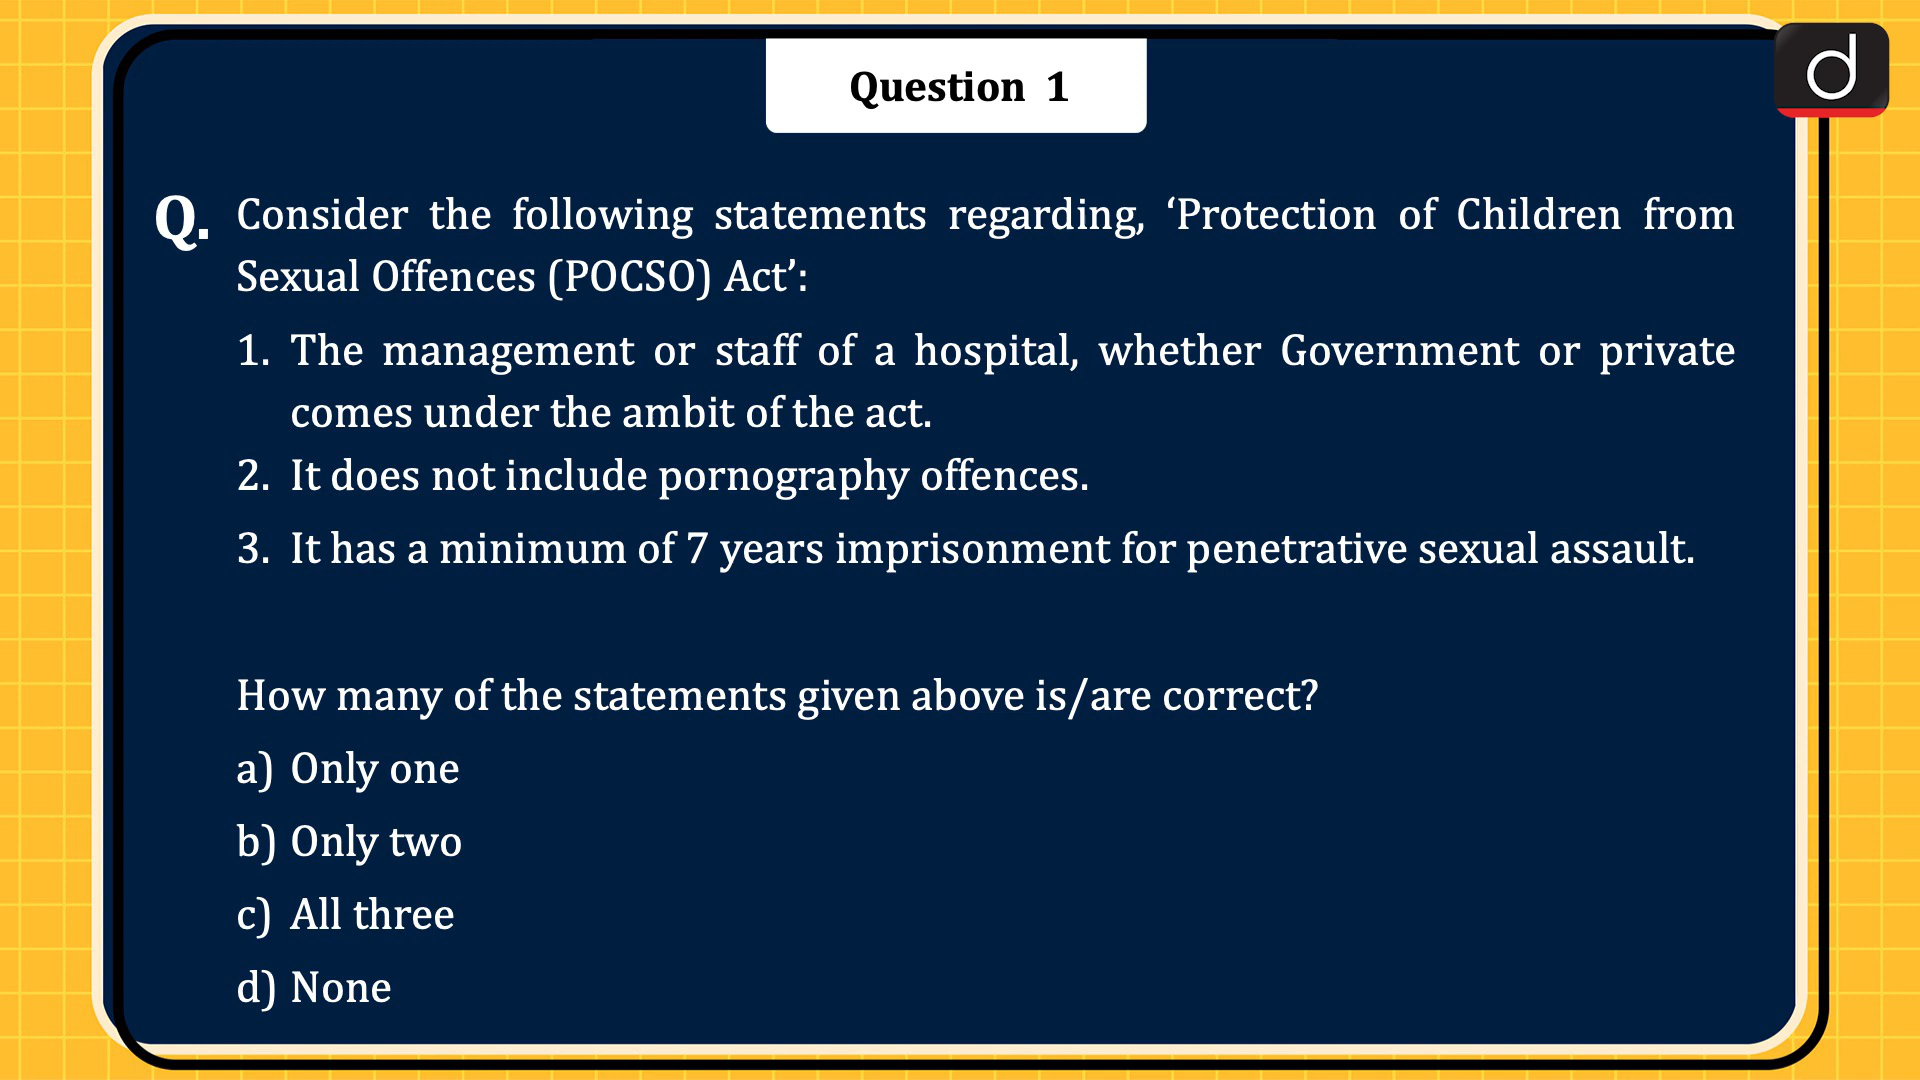 Question 1
Q. Consider the following statements regarding, ‘Protection of Children from
Sexual Offences (POCSO) Act’:
1. The management or staff of a hospital, whether Government or private
comes under the ambit of the act.
2. It does not include pornography offences.
3. It has a minimum of 7 years imprisonment for penetrative sexual assault.
How many of the statements given above is/are correct?
a) Only one
b) Only two
c) All three
d) None
d